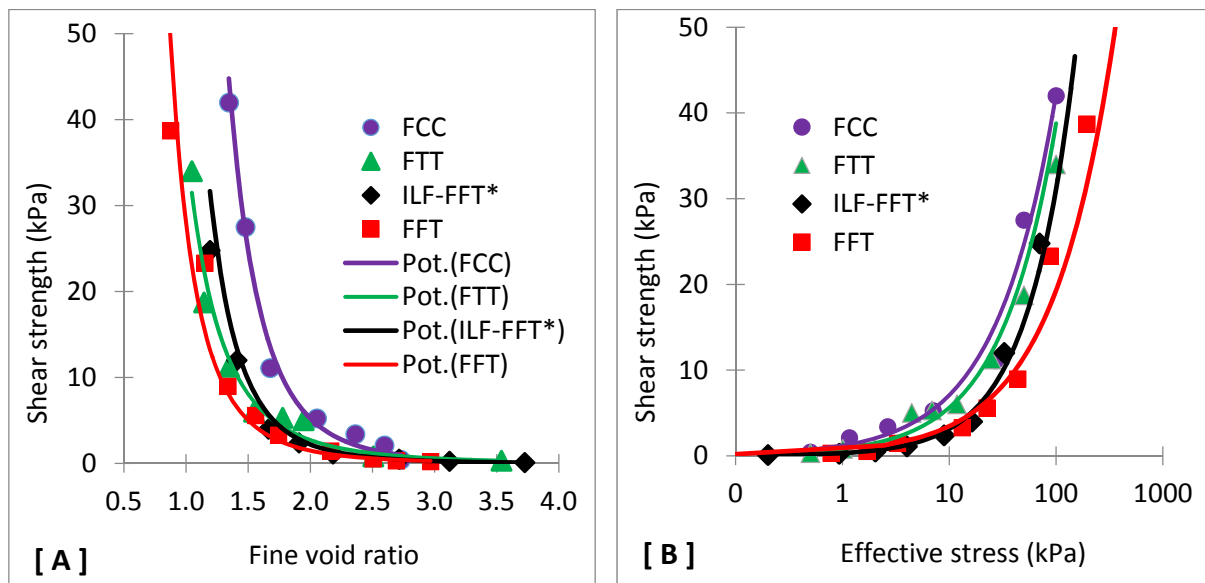 50
40
30
20
10
0
Shear strength (kPa)
FCC
FTT
ILF-FFT*
FFT
Pot.(FCC)
Pot.(FTT)
Pot.(ILF-FFT*)
Pot.(FFT)
0.5 1.0 1.5 2.0 2.5 3.0 3.5 4.0
[ A ] Fine void ratio
50
40
30
20
10
0
Shear strength (kPa)
FCC
FTT
ILF-FFT*
FFT
0 1 10 100 1000
[ B ] Effective stress (kPa)